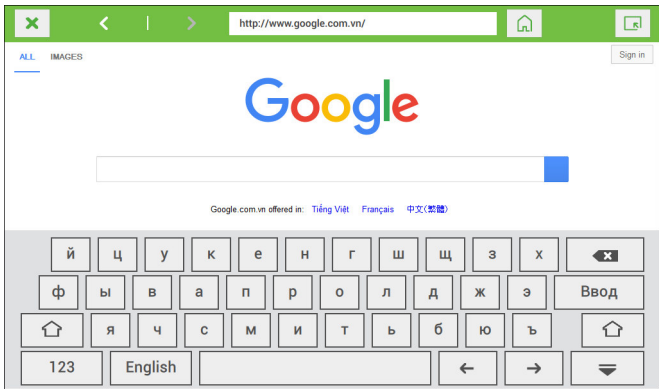 http://www.google.com.vn/
ALL IMAGES Sign in
Google
Google.com.vn offered in: Tiếng Việt Français 中文(繁體)
й ц у к е н г ш щ з х
ф ы в а п р о л д ж э Ввод
я ч с м и т ь б ю ъ
123 English